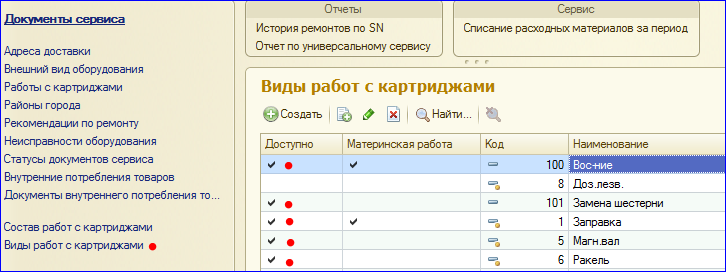 Документы сервиса
Адреса доставки
Внешний вид оборудования
Работы с картриджами
Районы города
Рекомендации по ремонту
Неисправности оборудования
Статусы документов сервиса
Внутренние потребления товаров
Документы внутреннего потребления то...
Состав работ с картриджами
Виды работ с картриджами
Отчеты
История ремонтов по SN
Отчет по универсальному сервису
Сервис
Списание расходных материалов за период
Виды работ с картриджами
Создать Найти...
Доступно Материнская работа Код Наименование
100 Вос-ние
8 Доз.лезв.
101 Замена шестерни
1 Заправка
5 Магн.вал
6 Ракель